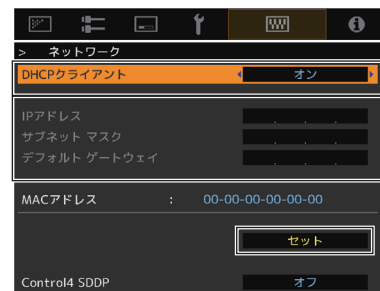 > ネットワーク
DHCPクライアント オン
IPアドレス . . .
サブネット マスク . . .
デフォルト ゲートウェイ . . .
MACアドレス : 00-00-00-00-00-00
セット
Control4 SDDP オフ